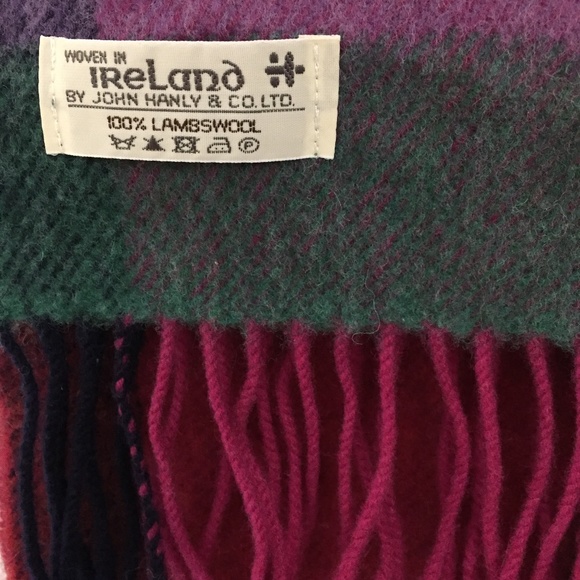 WOVEN IN
IReLand
BY JOHN HANLY & CO. LTD.
100% LAMBSWOOL
P